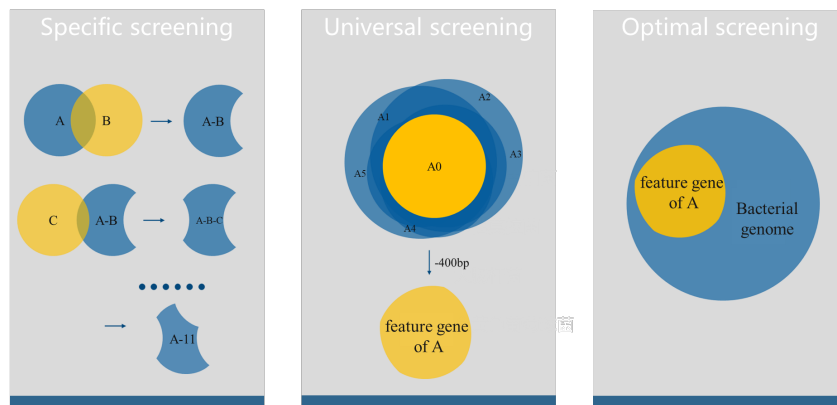 Specific screening
A
B
A-B
C
A-B
A-B-C
A-11
Universal screening
A2
A1
A3
A0
A5
A4
-400bp
feature gene
of A
Optimal screening
feature gene
of A
Bacterial
genome